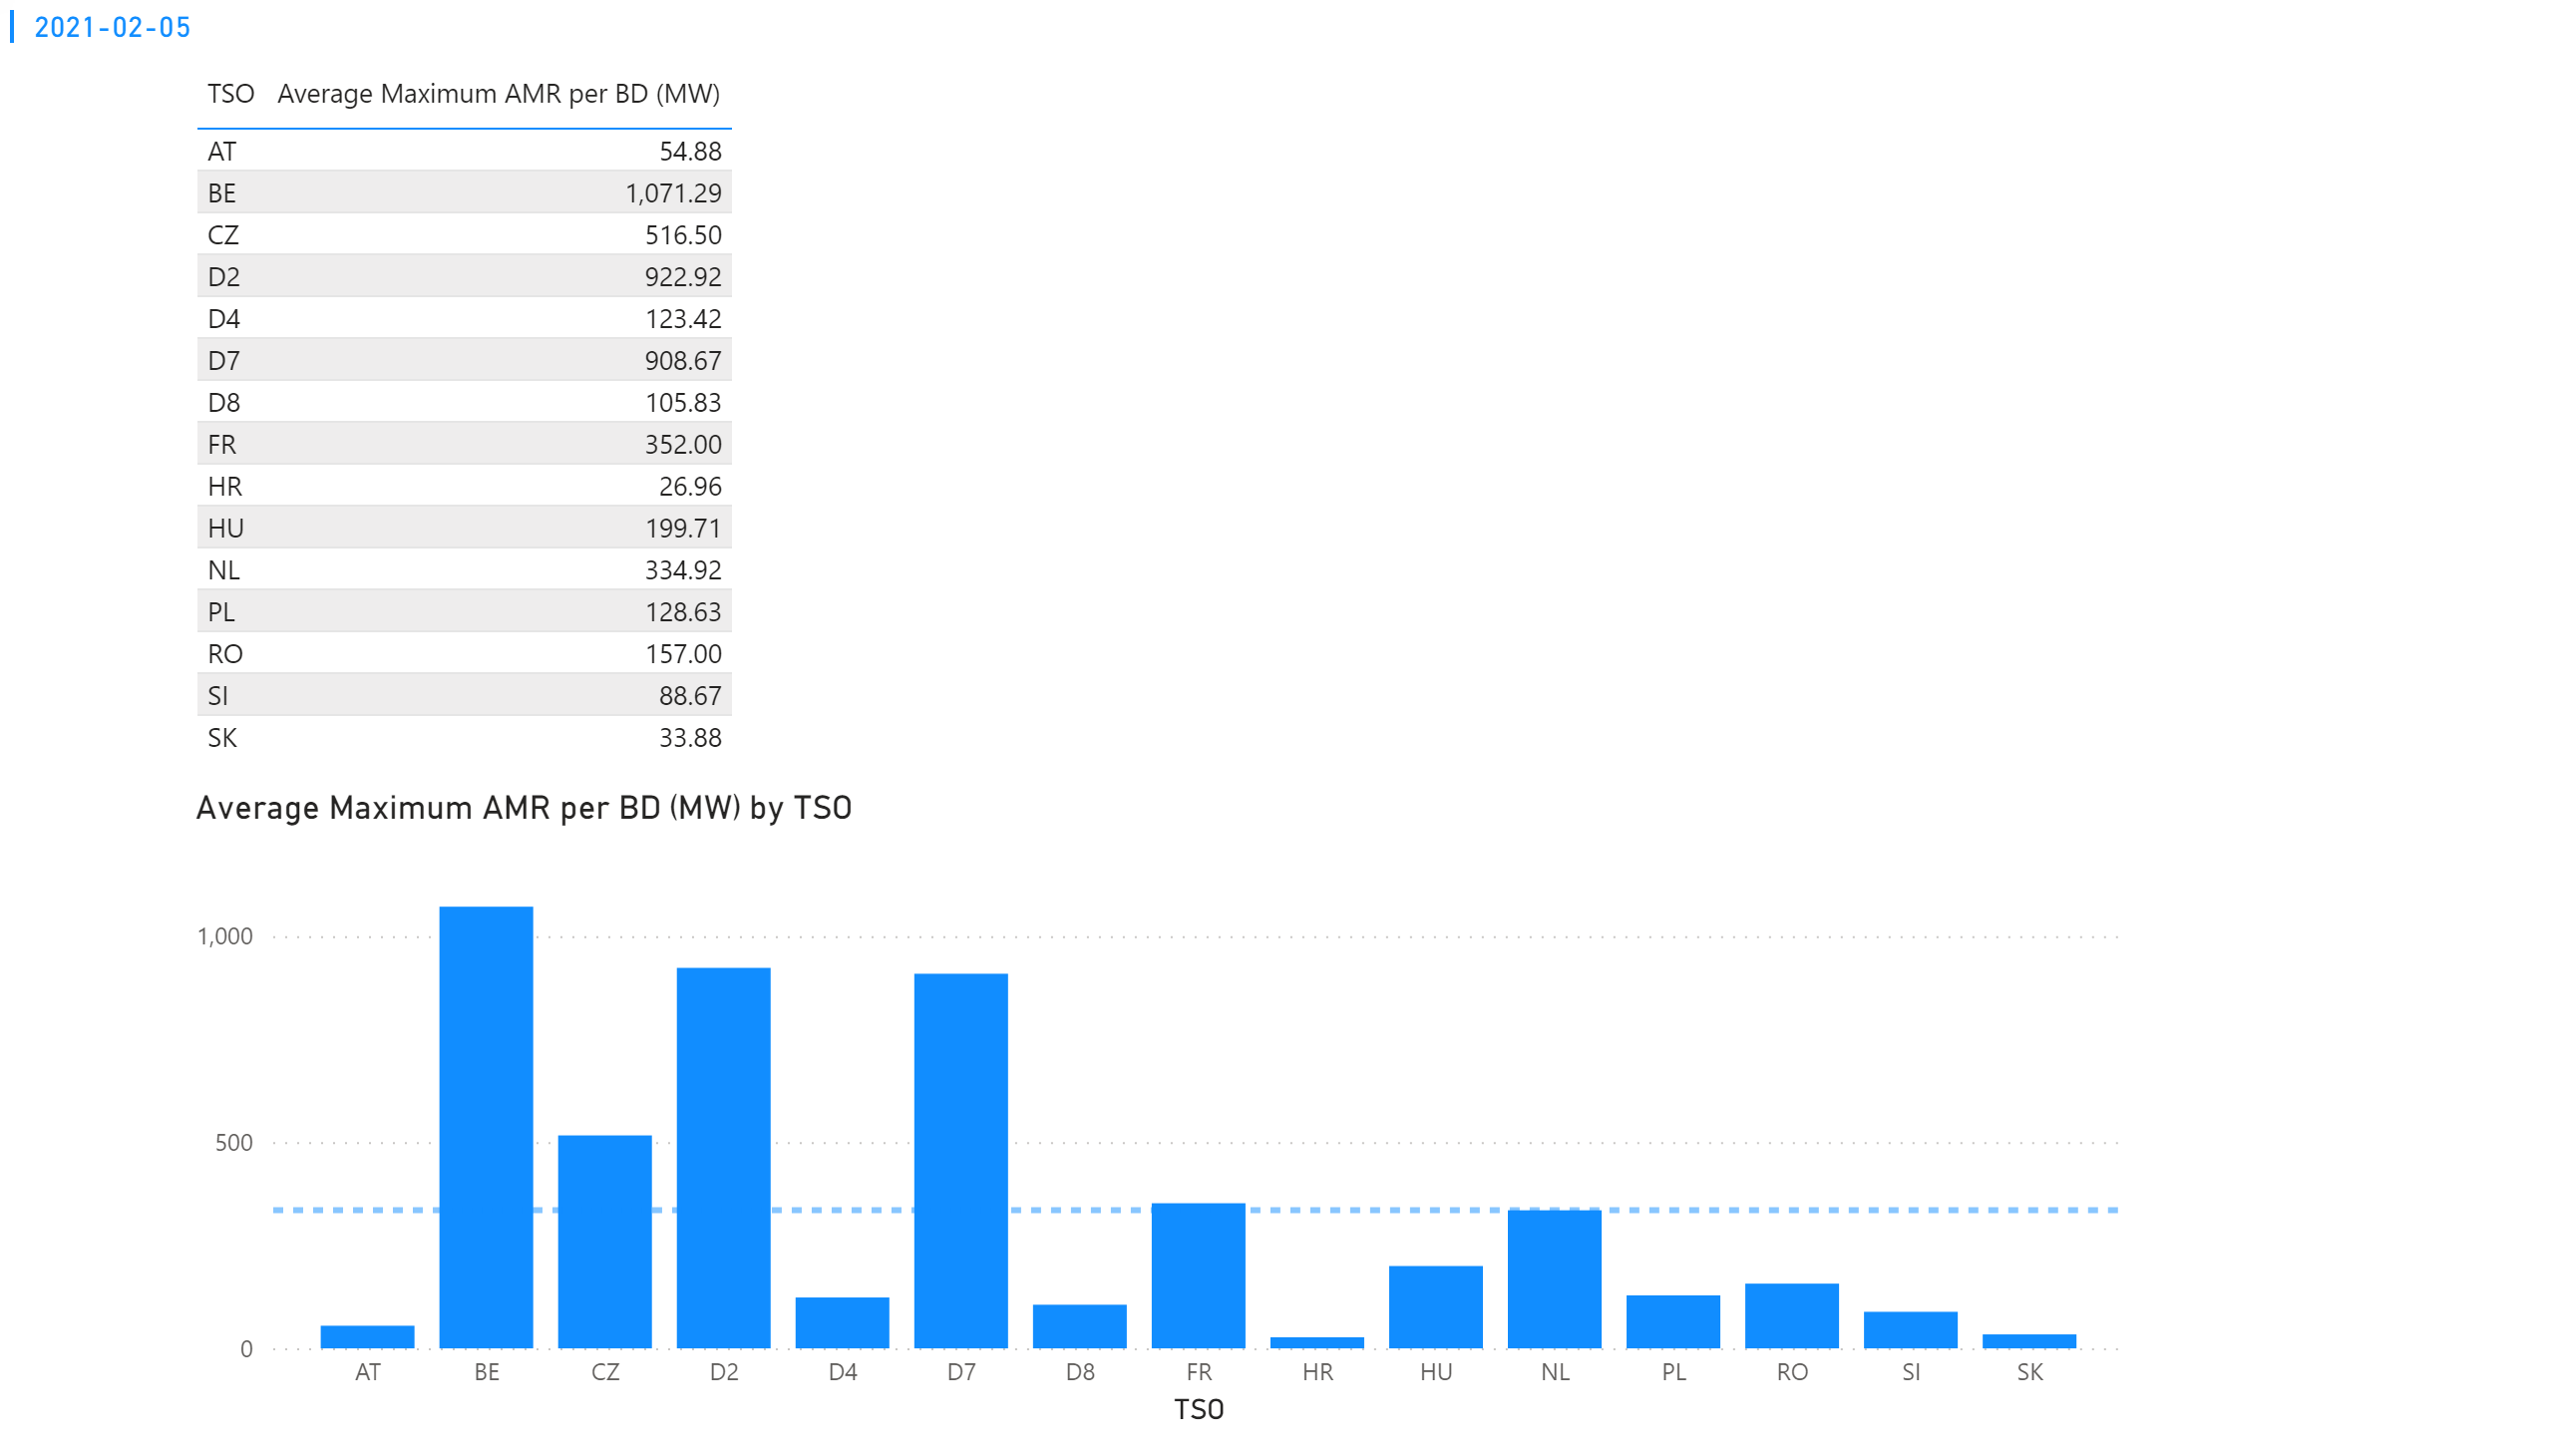 2021-02-05
TSO Average Maximum AMR per BD (MW)
AT 54.88
BE 1,071.29
CZ 516.50
D2 922.92
D4 123.42
D7 908.67
D8 105.83
FR 352.00
HR 26.96
HU 199.71
NL 334.92
PL 128.63
RO 157.00
SI 88.67
SK 33.88
Average Maximum AMR per BD (MW) by TSO
1,000
500
0
AT BE CZ D2 D4 D7 D8 FR HR HU NL PL RO SI SK
TSO